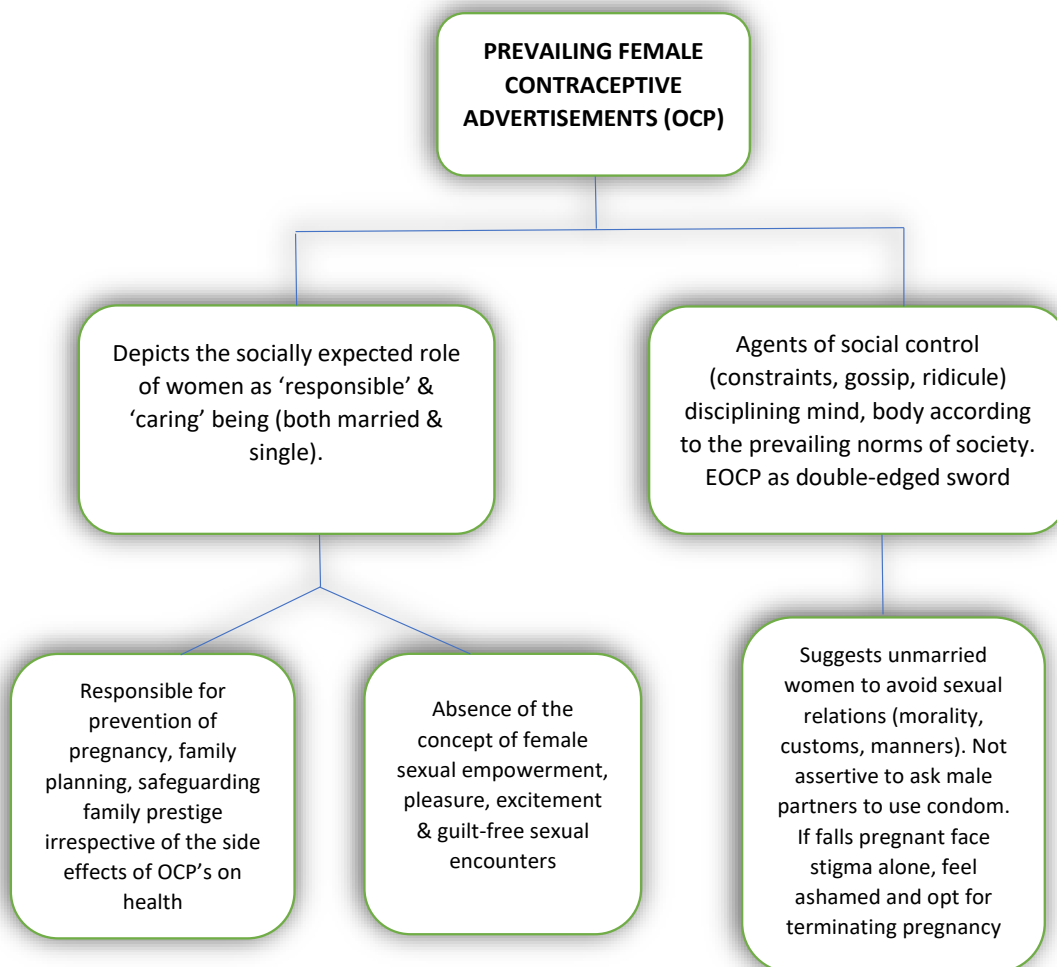 PREVAILING FEMALE
CONTRACEPTIVE
ADVERTISEMENTS (OCP)
Depicts the socially expected role
of women as ‘responsible’ &
‘caring’ being (both married &
single).
Agents of social control
(constraints, gossip, ridicule)
disciplining mind, body according
to the prevailing norms of society.
EOCP as double-edged sword
Responsible for
prevention of
pregnancy, family
planning, safeguarding
family prestige
irrespective of the side
effects of OCP’s on
health
Absence of the
concept of female
sexual empowerment,
pleasure, excitement
& guilt-free sexual
encounters
Suggests unmarried
women to avoid sexual
relations (morality,
customs, manners). Not
assertive to ask male
partners to use condom.
If falls pregnant face
stigma alone, feel
ashamed and opt for
terminating pregnancy